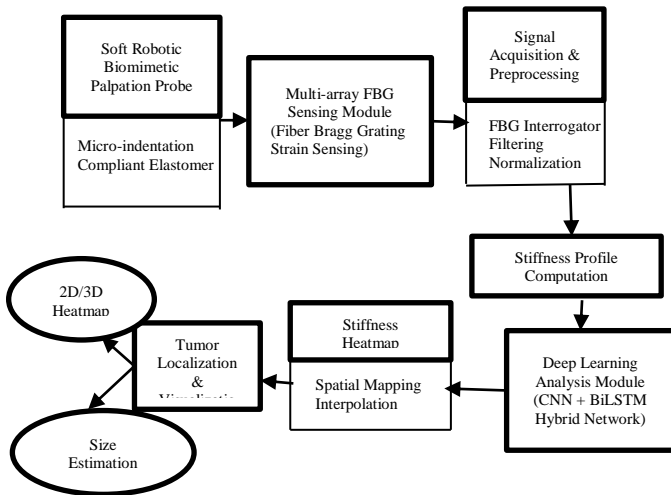 Soft Robotic
Biomimetic
Palpation Probe
Micro-indentation
Compliant Elastomer
Multi-array FBG
Sensing Module
(Fiber Bragg Grating
Strain Sensing)
Signal
Acquisition &
Preprocessing
FBG Interrogator
Filtering
Normalization
Stiffness Profile
Computation
Deep Learning
Analysis Module
(CNN + BiLSTM
Hybrid Network)
Stiffness
Heatmap
Spatial Mapping
Interpolation
Tumor
Localization
&
2D/3D
Heatmap
Size
Estimation